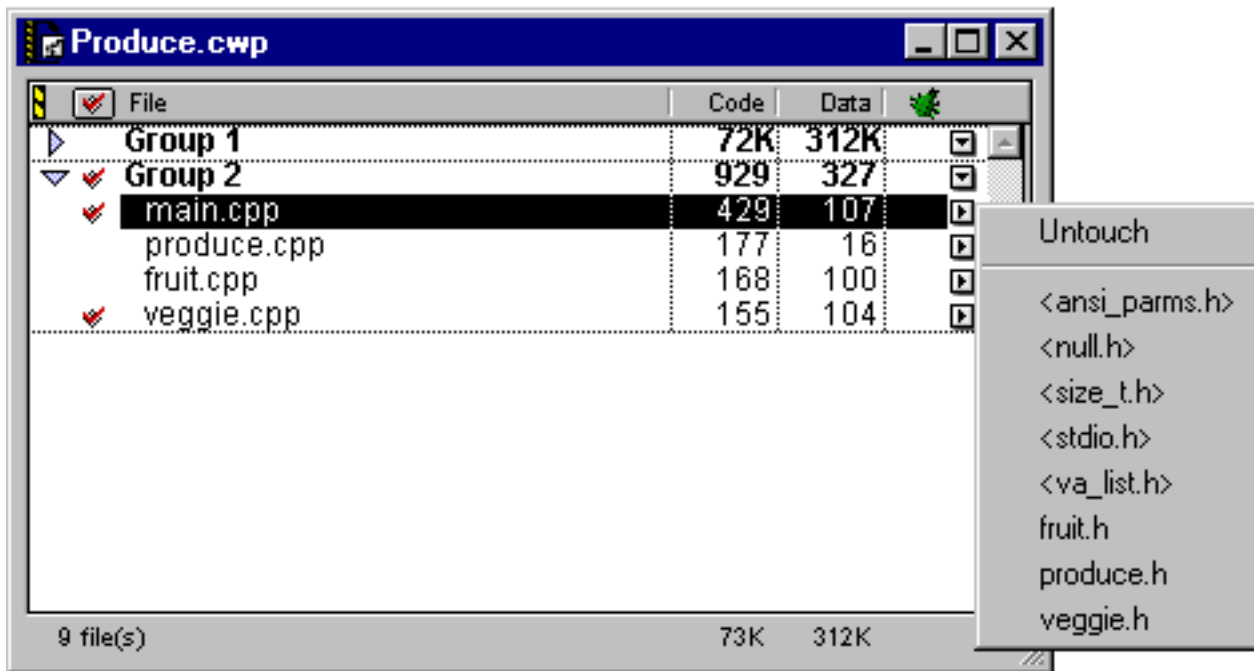 Produce.cwp
File Code Data
Group 1 72K 312K
Group 2 929 327
main.cpp 429 107
produce.cpp 177 16
fruit.cpp 168 100
veggie.cpp 155 104
9 file(s) 73K 312K
Untouch
<ansi_parms.h>
<null.h>
<size_t.h>
<stdio.h>
<va_list.h>
fruit.h
produce.h
veggie.h